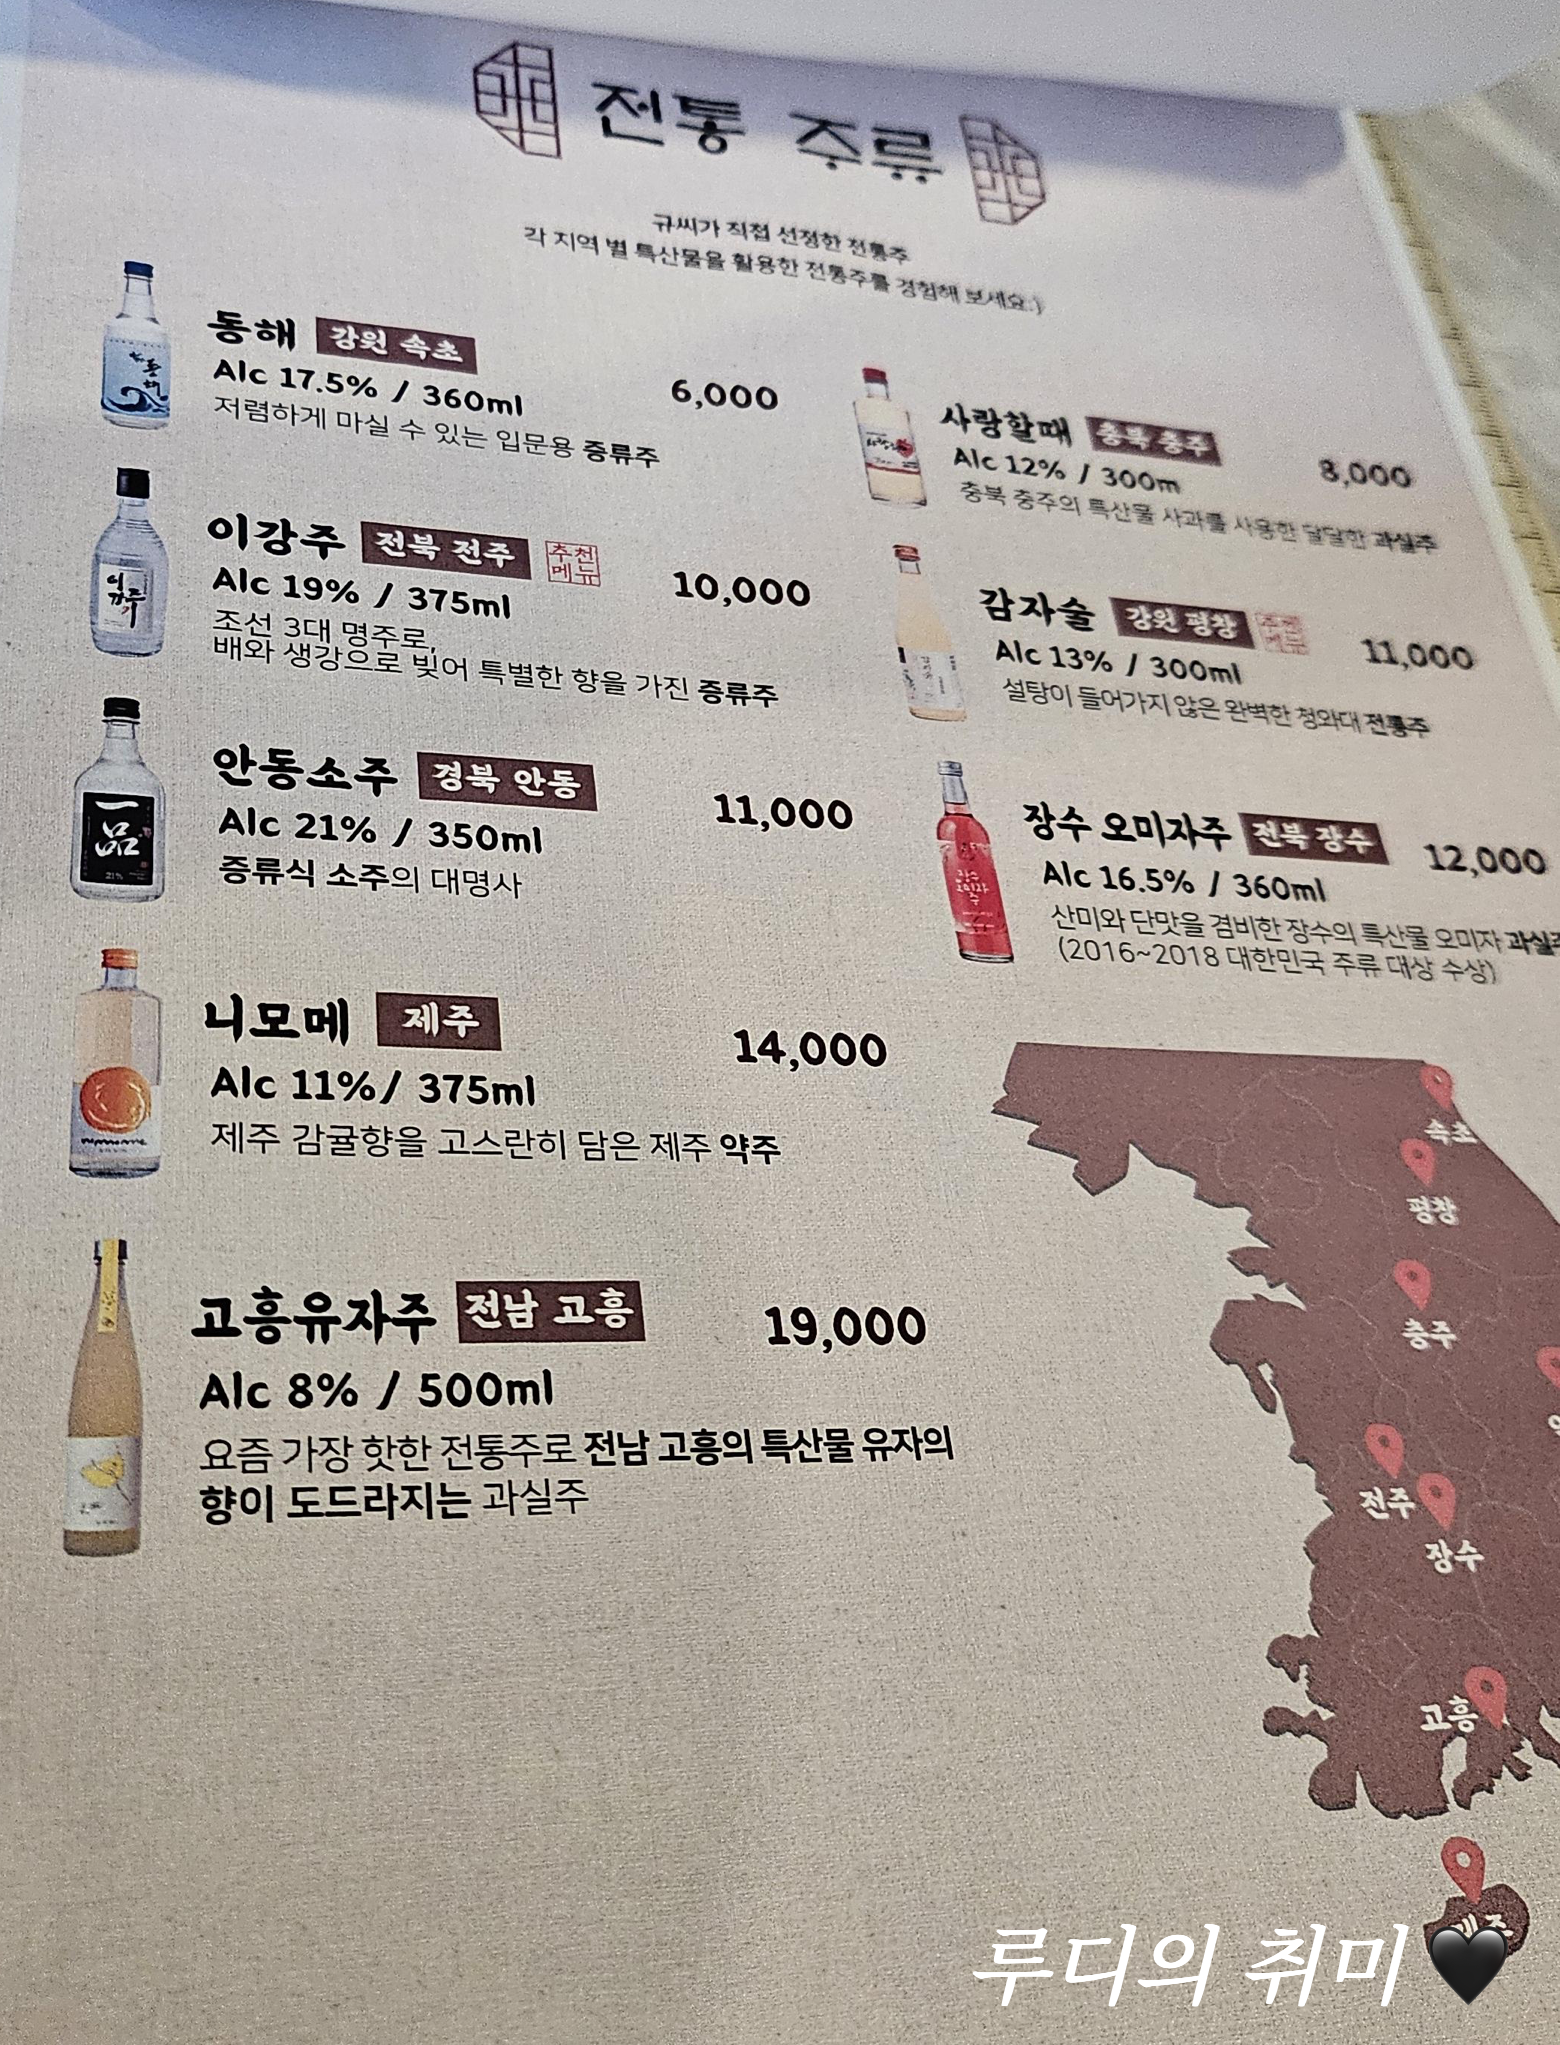 전통 주류
규씨가 직접 선정한 전통주
각 지역 별 특산물을 활용한 전통주를 경험해 보세요.)
동해 강원 속초
Alc 17.5% / 360ml 6,000
저렴하게 마실 수 있는 입문용 증류주
이강주 전북 전주 추천 메뉴
Alc 19% / 375ml 10,000
조선 3대 명주로,
배와 생강으로 빚어 특별한 향을 가진 증류주
안동소주 경북 안동
Alc 21% / 350ml 11,000
증류식 소주의 대명사
一品
21%
니모메 제주
Alc 11%/ 375ml 14,000
제주 감귤향을 고스란히 담은 제주 약주
고흥유자주 전남 고흥 19,000
Alc 8% / 500ml
요즘 가장 핫한 전통주로 전남 고흥의 특산물 유자의
향이 도드라지는 과실주
사랑할때 충북 충주
Alc 12% / 300m 8,000
충북 충주의 특산물 사과를 사용한 달달한 과실주
감자술 강원 평창 추천 메뉴
Alc 13% / 300ml 11,000
설탕이 들어가지 않은 완벽한 청와대 전통주
장수 오미자주 전북 장수 12,000
Alc 16.5% / 360ml
산미와 단맛을 겸비한 장수의 특산물 오미자 과실주
(2016~2018 대한민국 주류 대상 수상)
속초
평창
충주
전주
장수
고흥
제주
루디의 취미🖤